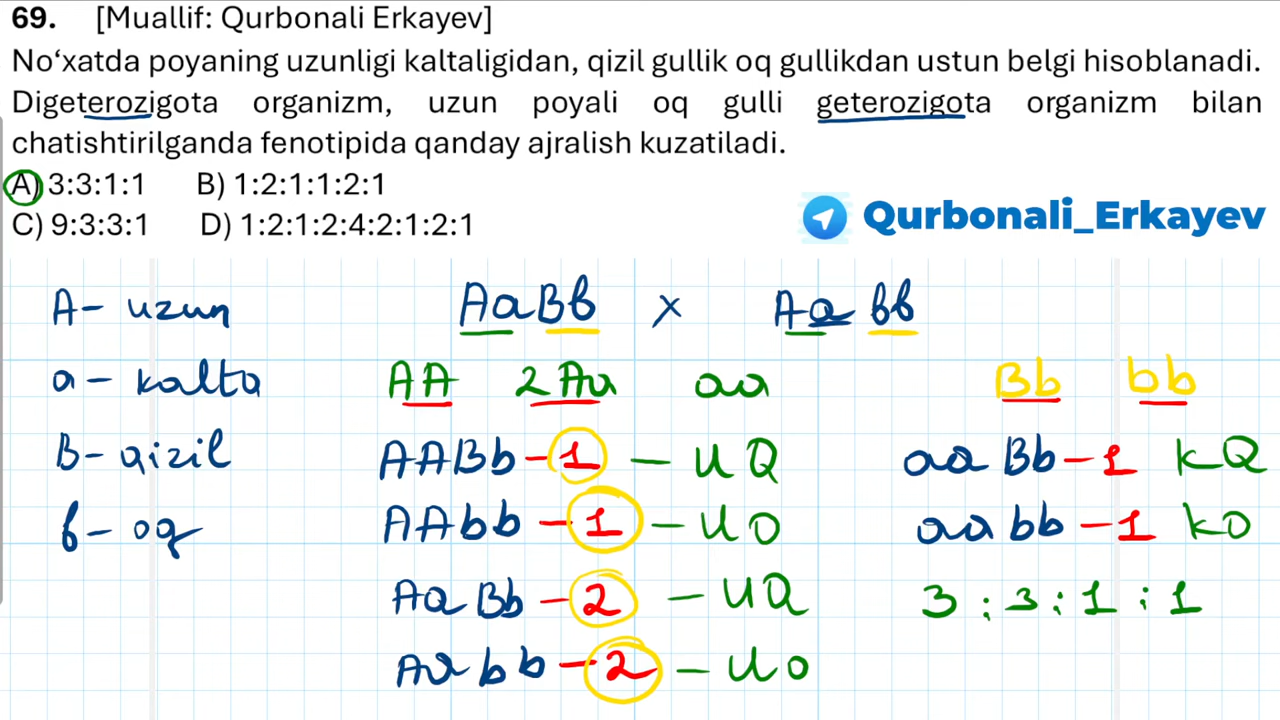 69. [Muallif: Qurbonali Erkayev]
No‘xatda poyaning uzunligi kaltaligidan, qizil gullik oq gullikdan ustun belgi hisoblanadi.
Digeterozigota organizm, uzun poyali oq gulli geterozigota organizm bilan
chatishtirilganda fenotipida qanday ajralish kuzatiladi.
A) 3:3:1:1 B) 1:2:1:1:2:1
C) 9:3:3:1 D) 1:2:1:2:4:2:1:2:1
Qurbonali_Erkayev
A- uzun AaBb x Aabb
a- kalta AA 2Aa aa Bb bb
B- qizil AABb-1 - UQ aaBb-1 KQ
b- oq AAbb-1 - UO aabb-1 KO
AaBb-2 - UQ 3:3:1:1
Aabb-2 - UO